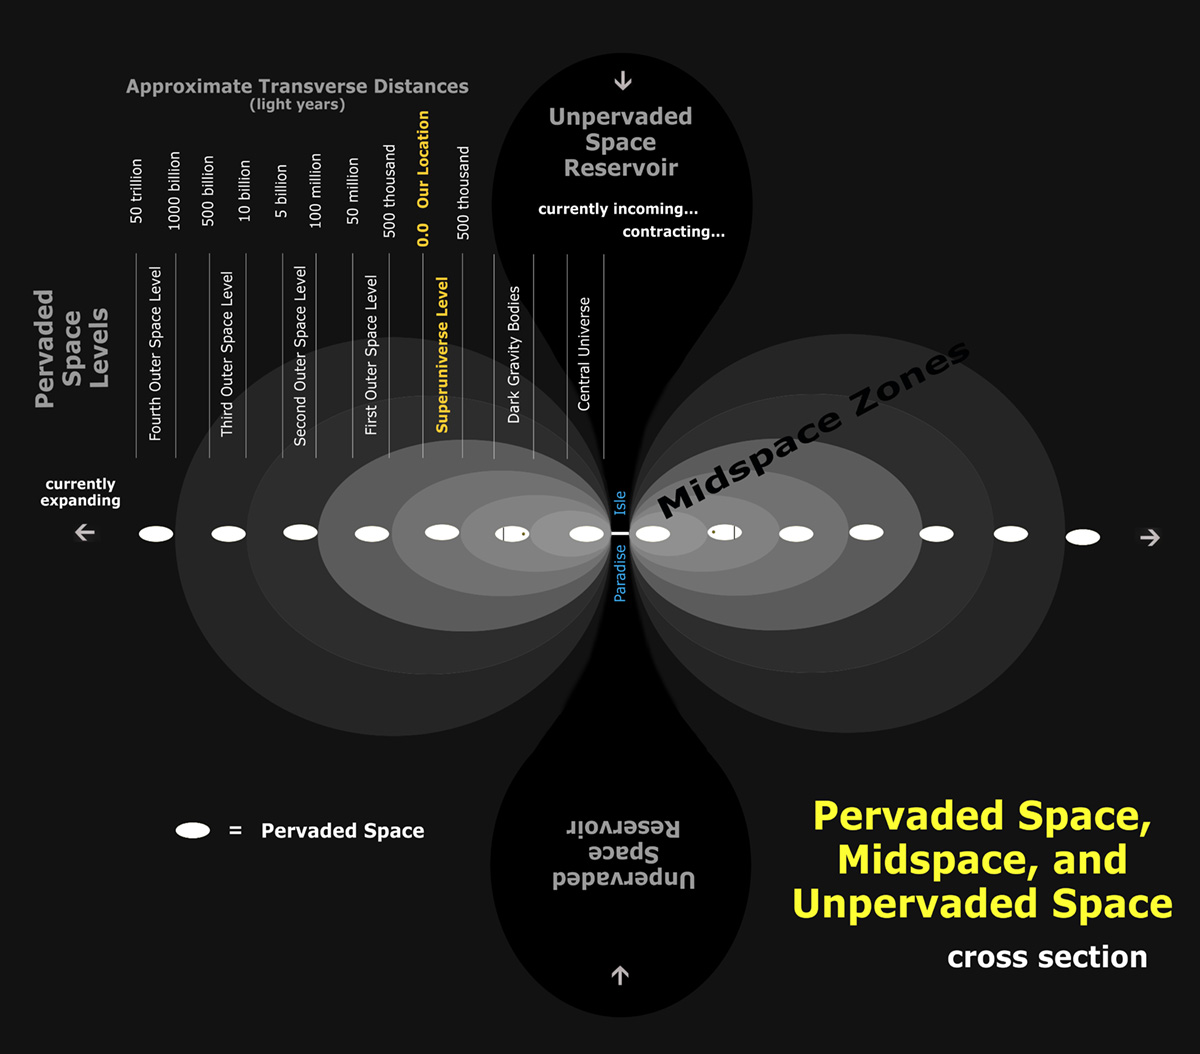 Approximate Transverse Distances
(light years)
50 trillion
1000 billion
500 billion
10 billion
5 billion
100 million
50 million
500 thousand
0.0 Our Location
500 thousand
Unpervaded
Space
Reservoir
currently incoming...
contracting...
Pervaded
Space
Levels
Fourth Outer Space Level
Third Outer Space Level
Second Outer Space Level
First Outer Space Level
Superuniverse Level
Dark Gravity Bodies
Central Universe
Midspace Zones
currently
expanding
Paradise Isle
= Pervaded Space
Unpervaded
Space
Reservoir
Pervaded Space,
Midspace, and
Unpervaded Space
cross section